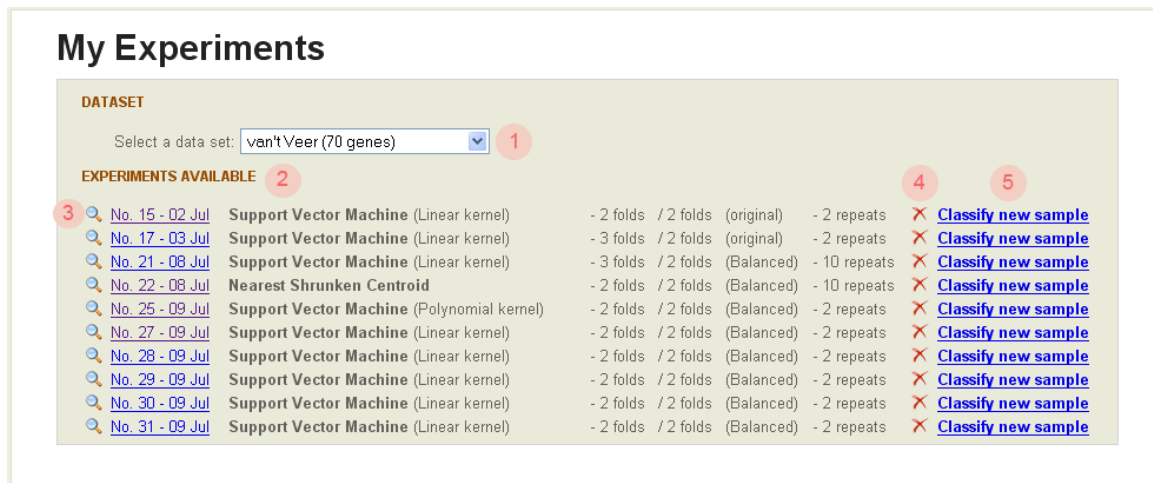 My Experiments
DATASET
Select a data set: van't Veer (70 genes) 1
EXPERIMENTS AVAILABLE 2 4 5
3 No. 15 - 02 Jul Support Vector Machine (Linear kernel) - 2 folds / 2 folds (original) - 2 repeats Classify new sample
No. 17 - 03 Jul Support Vector Machine (Linear kernel) - 3 folds / 2 folds (original) - 2 repeats Classify new sample
No. 21 - 08 Jul Support Vector Machine (Linear kernel) - 3 folds / 2 folds (Balanced) - 10 repeats Classify new sample
No. 22 - 08 Jul Nearest Shrunken Centroid - 2 folds / 2 folds (Balanced) - 10 repeats Classify new sample
No. 25 - 09 Jul Support Vector Machine (Polynomial kernel) - 2 folds / 2 folds (Balanced) - 2 repeats Classify new sample
No. 27 - 09 Jul Support Vector Machine (Linear kernel) - 2 folds / 2 folds (Balanced) - 2 repeats Classify new sample
No. 28 - 09 Jul Support Vector Machine (Linear kernel) - 2 folds / 2 folds (Balanced) - 2 repeats Classify new sample
No. 29 - 09 Jul Support Vector Machine (Linear kernel) - 2 folds / 2 folds (Balanced) - 2 repeats Classify new sample
No. 30 - 09 Jul Support Vector Machine (Linear kernel) - 2 folds / 2 folds (Balanced) - 2 repeats Classify new sample
No. 31 - 09 Jul Support Vector Machine (Linear kernel) - 2 folds / 2 folds (Balanced) - 2 repeats Classify new sample